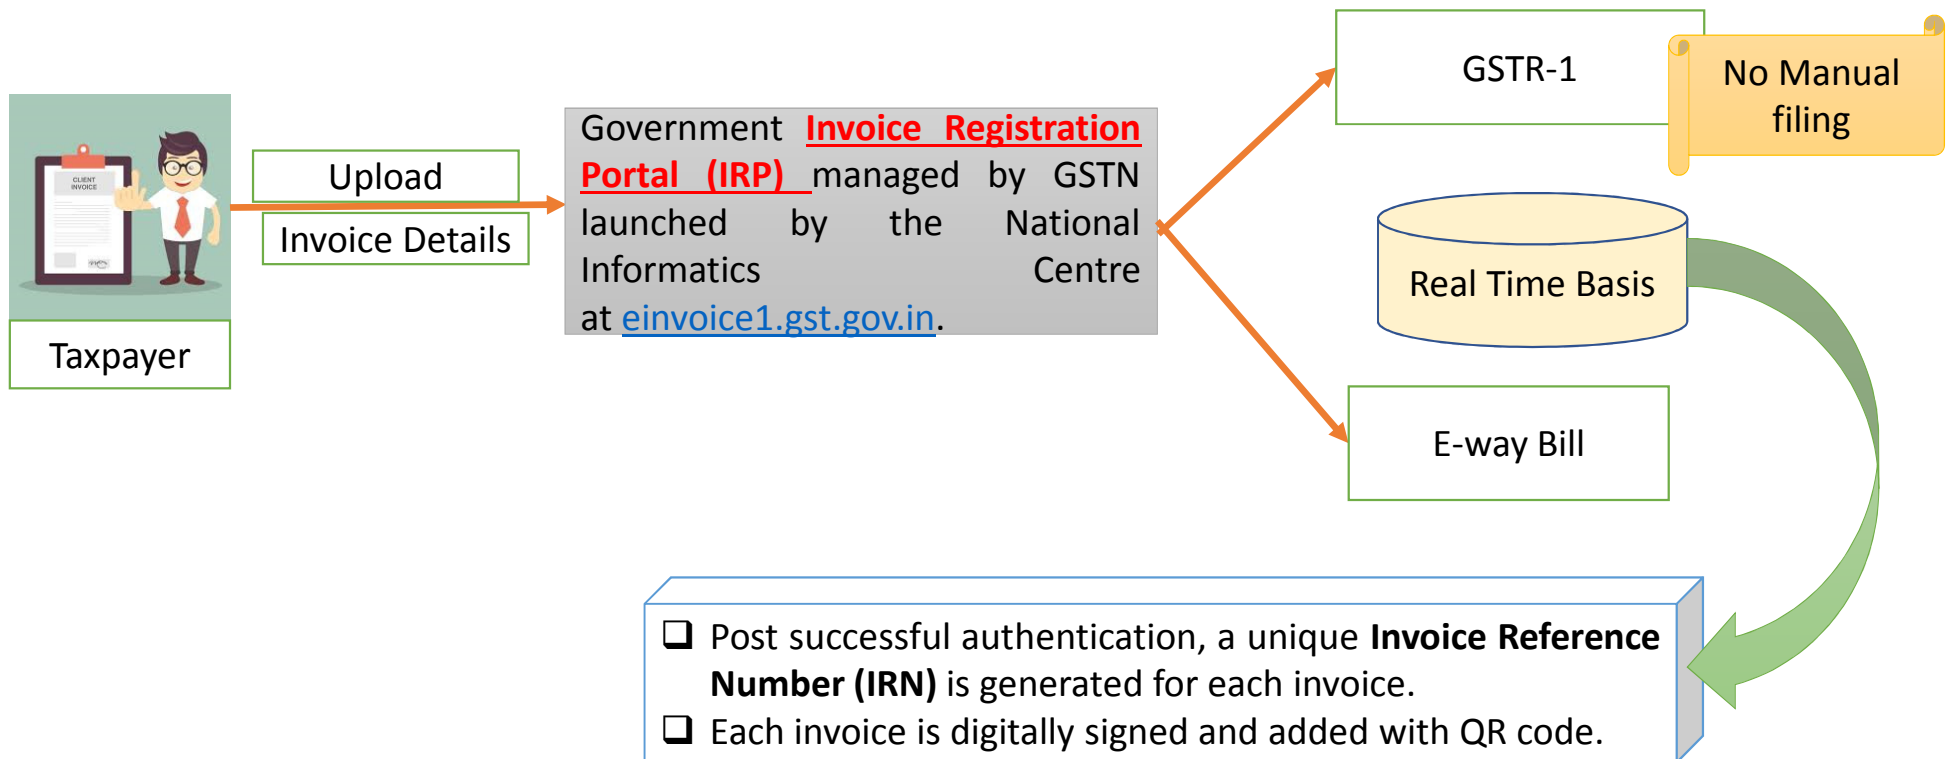 CLIENT
INVOICE
Taxpayer
Upload
Invoice Details
Government Invoice Registration
Portal (IRP) managed by GSTN
launched by the National
Informatics Centre
at einvoice1.gst.gov.in.
GSTR-1
No Manual
filing
Real Time Basis
E-way Bill
❑ Post successful authentication, a unique Invoice Reference
Number (IRN) is generated for each invoice.
❑ Each invoice is digitally signed and added with QR code.